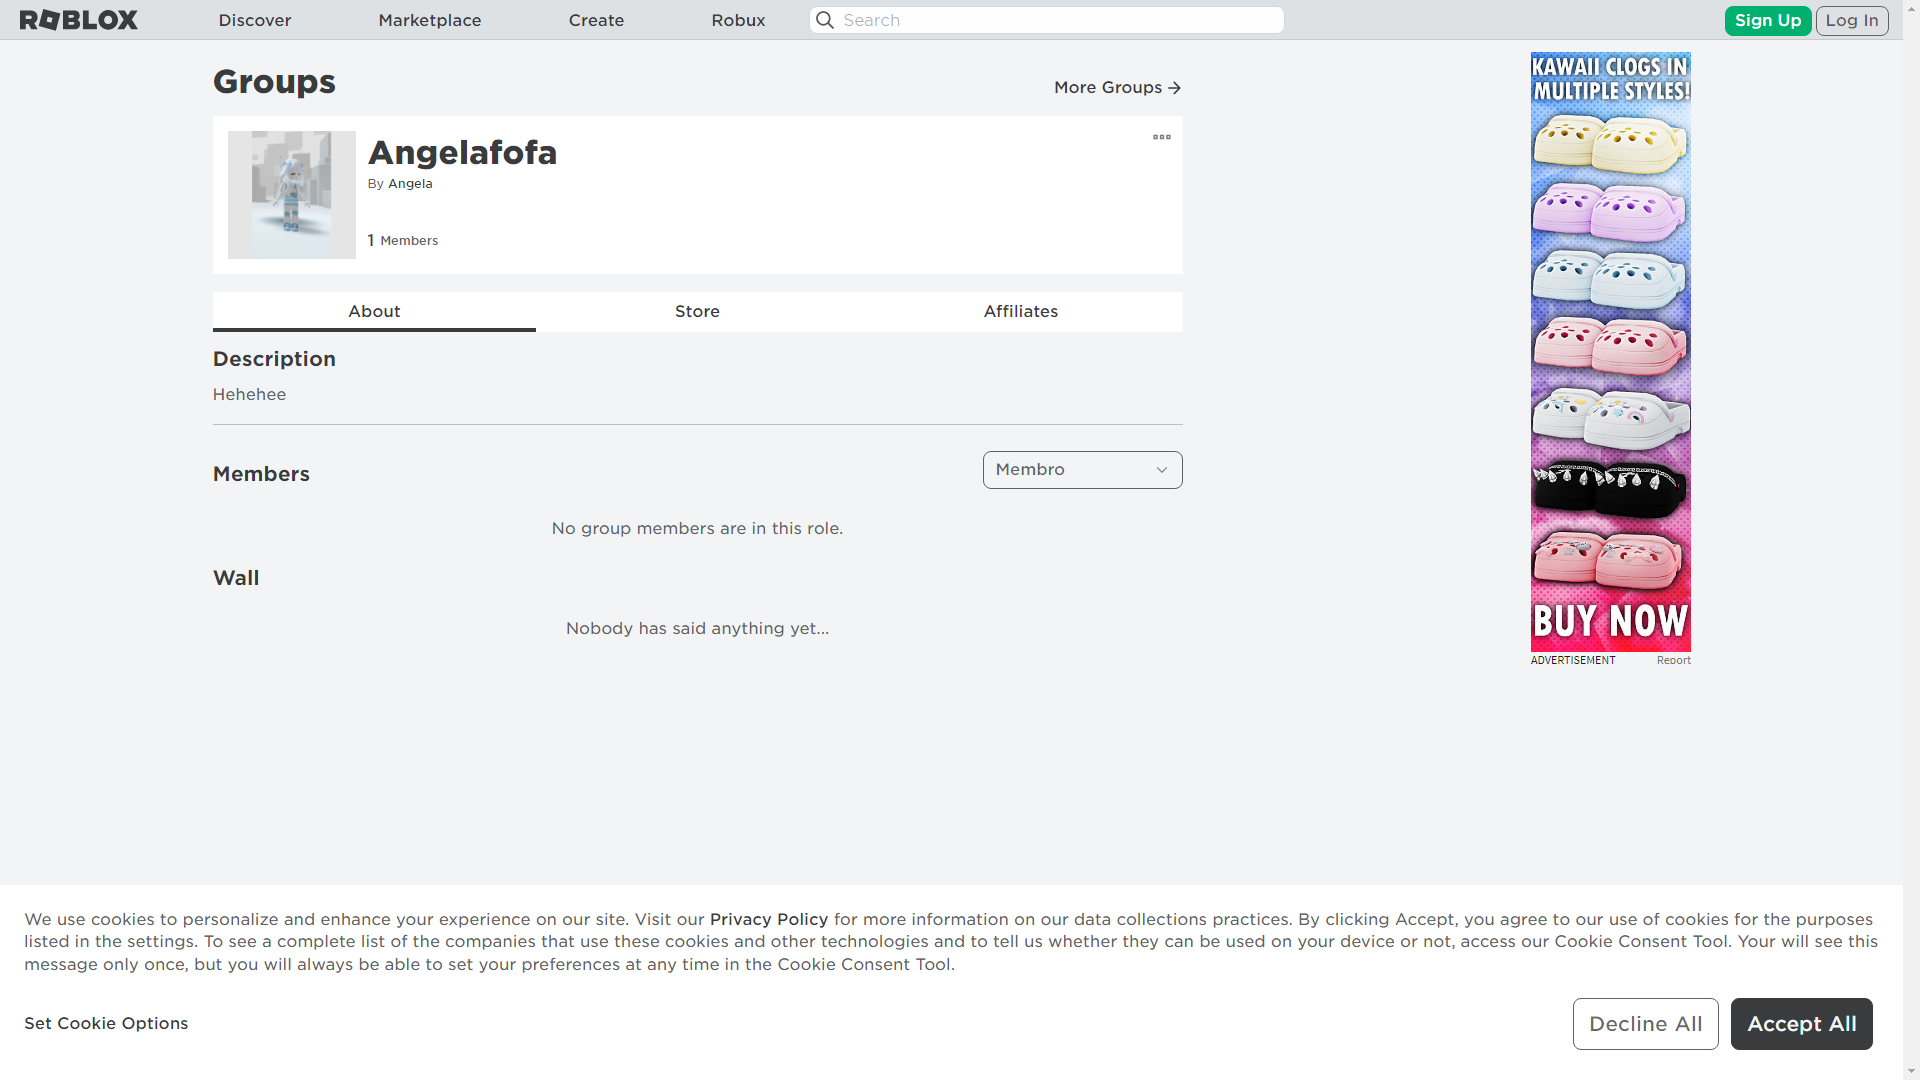 ROBLOX
Discover
Marketplace
Create
Robux
Search
Sign Up
Log In
Groups
More Groups
Angelafofa
By Angela
1 Members
About
Store
Affiliates
Description
Hehehee
Members
Membro
No group members are in this role.
Wall
Nobody has said anything yet...
KAWAII CLOGS IN
MULTIPLE STYLES!
BUY NOW
ADVERTISEMENT
Report
We use cookies to personalize and enhance your experience on our site. Visit our Privacy Policy for more information on our data collections practices. By clicking Accept, you agree to our use of cookies for the purposes
listed in the settings. To see a complete list of the companies that use these cookies and other technologies and to tell us whether they can be used on your device or not, access our Cookie Consent Tool. Your will see this
message only once, but you will always be able to set your preferences at any time in the Cookie Consent Tool.
Set Cookie Options
Decline All
Accept All